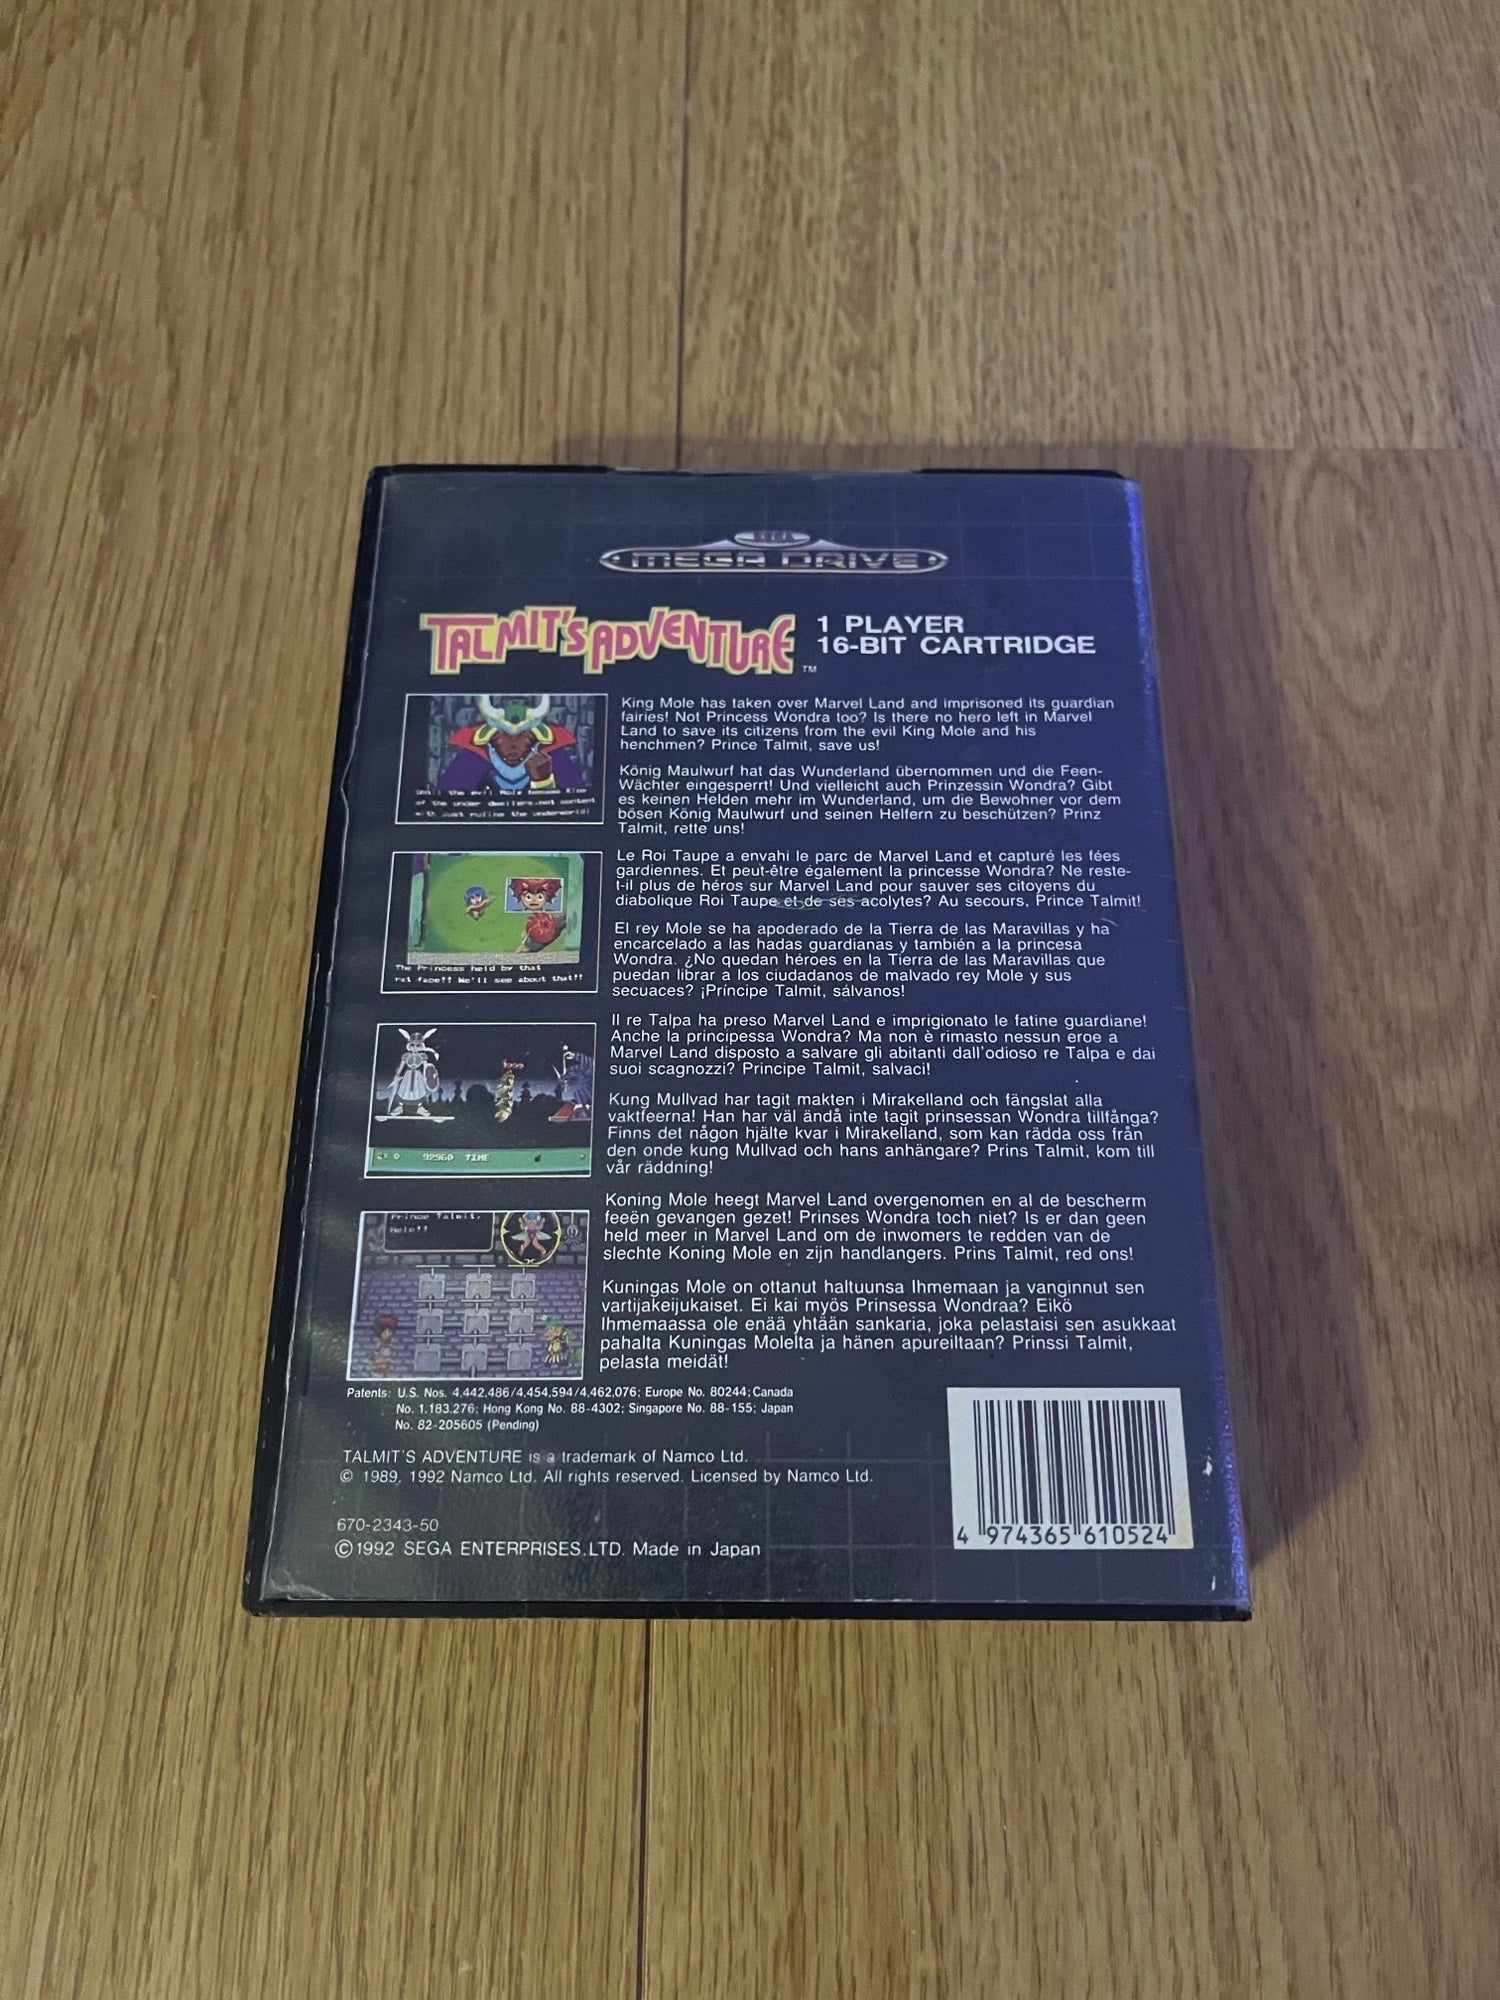 SEGA
MEGA DRIVE
TALMIT'S ADVENTURE ™
1 PLAYER
16-BIT CARTRIDGE
King Mole has taken over Marvel Land and imprisoned its guardian
fairies! Not Princess Wondra too? Is there no hero left in Marvel
Land to save its citizens from the evil King Mole and his
henchmen? Prince Talmit, save us!
König Maulwurf hat das Wunderland übernommen und die Feen-
Wächter eingesperrt! Und vielleicht auch Prinzessin Wondra? Gibt
es keinen Helden mehr im Wunderland, um die Bewohner vor dem
bösen König Maulwurf und seinen Helfern zu beschützen? Prinz
Talmit, rette uns!
Le Roi Taupe a envahi le parc de Marvel Land et capturé les fées
gardiennes. Et peut-être également la princesse Wondra? Ne reste-
t-il plus de héros sur Marvel Land pour sauver ses citoyens du
diabolique Roi Taupe et de ses acolytes? Au secours, Prince Talmit!
El rey Mole se ha apoderado de la Tierra de las Maravillas y ha
encarcelado a las hadas guardianas y también a la princesa
Wondra. ¿No quedan héroes en la Tierra de las Maravillas que
puedan librar a los ciudadanos de malvado rey Mole y sus
secuaces? ¡Príncipe Talmit, sálvanos!
Il re Talpa ha preso Marvel Land e imprigionato le fatine guardiane!
Anche la principessa Wondra? Ma non è rimasto nessun eroe a
Marvel Land disposto a salvare gli abitanti dall'odioso re Talpa e dai
suoi scagnozzi? Principe Talmit, salvaci!
Kung Mullvad har tagit makten i Mirakelland och fängslat alla
vaktfeerna! Han har väl ändå inte tagit prinsessan Wondra tillfånga?
Finns det någon hjälte kvar i Mirakelland, som kan rädda oss från
den onde kung Mullvad och hans anhängare? Prins Talmit, kom till
vår räddning!
Koning Mole heegt Marvel Land overgenomen en al de bescherm
feeën gevangen gezet! Prinses Wondra toch niet? Is er dan geen
held meer in Marvel Land om de inwomers te redden van de
slechte Koning Mole en zijn handlangers. Prins Talmit, red ons!
Kuningas Mole on ottanut haltuunsa Ihmemaan ja vanginnut sen
vartijakeijukaiset. Ei kai myös Prinsessa Wondraa? Eikö
Ihmemaassa ole enää yhtään sankaria, joka pelastaisi sen asukkaat
pahalta Kuningas Molelta ja hänen apureiltaan? Prinssi Talmit,
pelasta meidät!
Until the evil Mole became King
of the under dwellers.not content
with just ruling the underworld!
The Princess held by that
rat face!! We'll see about that!!
0 92960 TIME
Prince Talmit,
Help!!
Patents: U.S. Nos. 4,442,486/4,454,594/4,462,076; Europe No. 80244; Canada
No. 1,183,276; Hong Kong No. 88-4302; Singapore No. 88-155; Japan
No. 82-205605 (Pending)
TALMIT'S ADVENTURE is a trademark of Namco Ltd.
© 1989, 1992 Namco Ltd. All rights reserved. Licensed by Namco Ltd.
670-2343-50
©1992 SEGA ENTERPRISES,LTD. Made in Japan
4 974365 610524